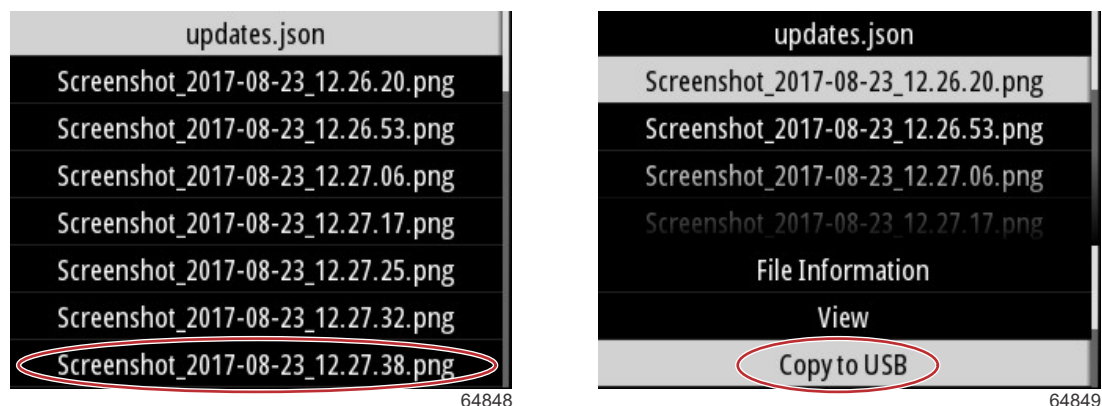 updates.json
Screenshot_2017-08-23_12.26.20.png
Screenshot_2017-08-23_12.26.53.png
Screenshot_2017-08-23_12.27.06.png
Screenshot_2017-08-23_12.27.17.png
Screenshot_2017-08-23_12.27.25.png
Screenshot_2017-08-23_12.27.32.png
Screenshot_2017-08-23_12.27.38.png
64848
updates.json
Screenshot_2017-08-23_12.26.20.png
Screenshot_2017-08-23_12.26.53.png
Screenshot_2017-08-23_12.27.06.png
Screenshot_2017-08-23_12.27.17.png
File Information
View
Copy to USB
64849